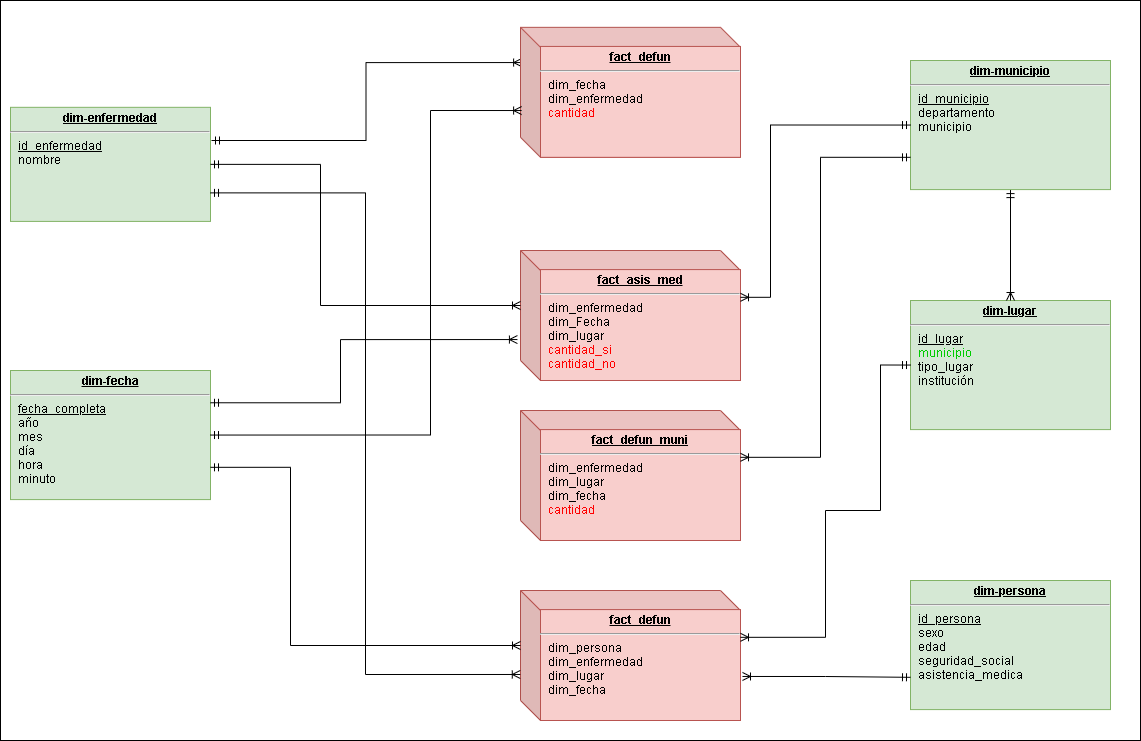 dim-enfermedad
id_enfermedad
nombre
dim-fecha
fecha_completa
año
mes
día
hora
minuto
fact_defun
dim_fecha
dim_enfermedad
cantidad
fact_asis_med
dim_enfermedad
dim_Fecha
dim_lugar
cantidad_si
cantidad_no
fact_defun_muni
dim_enfermedad
dim_lugar
dim_fecha
cantidad
fact_defun
dim_persona
dim_enfermedad
dim_lugar
dim_fecha
dim-municipio
id_municipio
departamento
municipio
dim-lugar
id_lugar
municipio
tipo_lugar
institución
dim-persona
id_persona
sexo
edad
seguridad_social
asistencia_medica